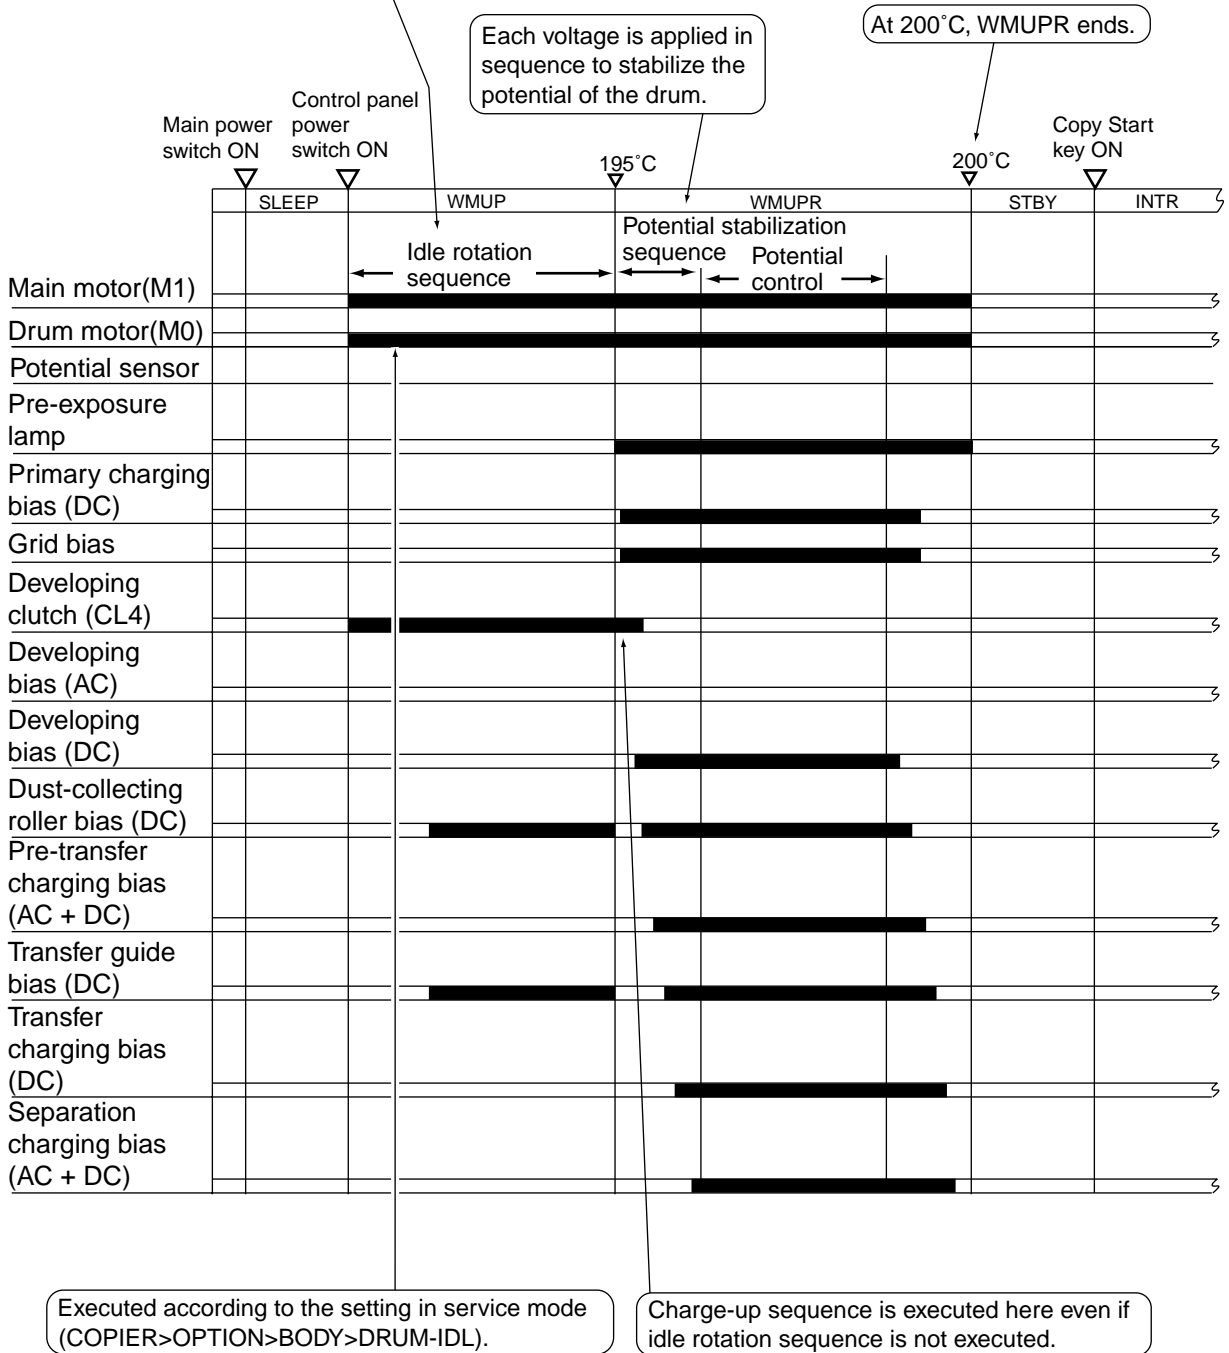 Each voltage is applied in
sequence to stabilize the
potential of the drum.
At 200˚C, WMUPR ends.
Main power
switch ON
Control panel
power
switch ON
195˚C
200˚C
Copy Start
key ON
SLEEP
WMUP
WMUPR
STBY
INTR
Idle rotation
sequence
Potential stabilization
sequence
Potential
control
Main motor(M1)
Drum motor(M0)
Potential sensor
Pre-exposure
lamp
Primary charging
bias (DC)
Grid bias
Developing
clutch (CL4)
Developing
bias (AC)
Developing
bias (DC)
Dust-collecting
roller bias (DC)
Pre-transfer
charging bias
(AC + DC)
Transfer guide
bias (DC)
Transfer
charging bias
(DC)
Separation
charging bias
(AC + DC)
Executed according to the setting in service mode
(COPIER>OPTION>BODY>DRUM-IDL).
Charge-up sequence is executed here even if
idle rotation sequence is not executed.